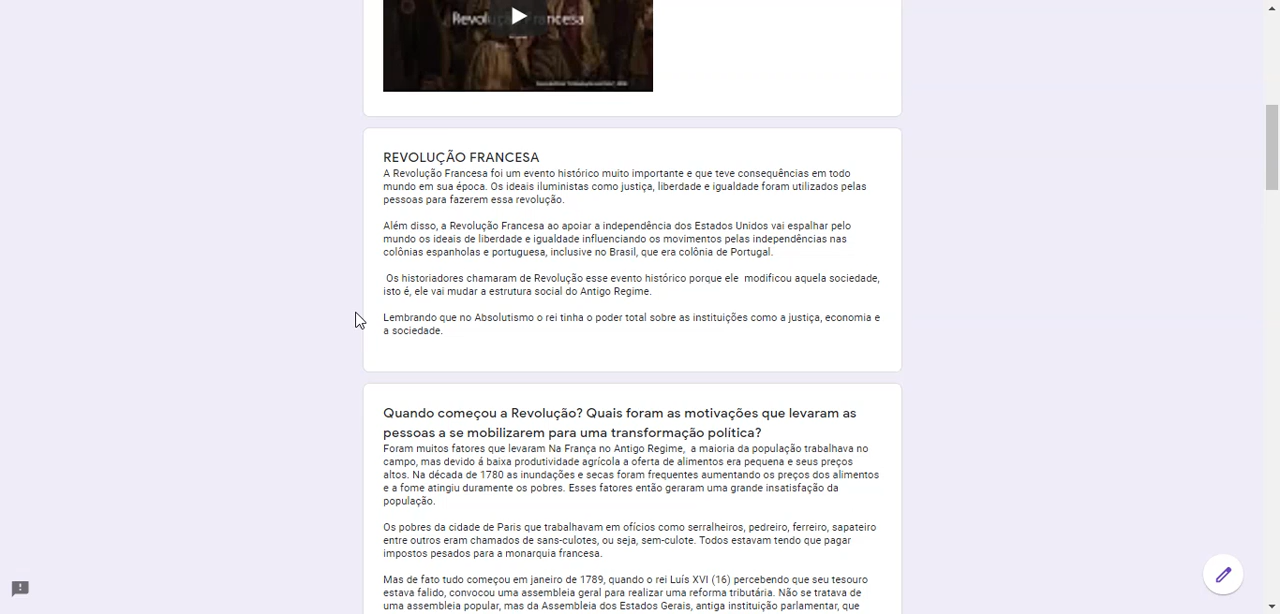 Revolução Francesa
REVOLUÇÃO FRANCESA
A Revolução Francesa foi um evento histórico muito importante e que teve consequências em todo
mundo em sua época. Os ideais iluministas como justiça, liberdade e igualdade foram utilizados pelas
pessoas para fazerem essa revolução.
Além disso, a Revolução Francesa ao apoiar a independência dos Estados Unidos vai espalhar pelo
mundo os ideais de liberdade e igualdade influenciando os movimentos pelas independências nas
colônias espanholas e portuguesa, inclusive no Brasil, que era colônia de Portugal.
Os historiadores chamaram de Revolução esse evento histórico porque ele  modificou aquela sociedade,
isto é, ele vai mudar a estrutura social do Antigo Regime.
Lembrando que no Absolutismo o rei tinha o poder total sobre as instituições como a justiça, economia e
a sociedade.
Quando começou a Revolução? Quais foram as motivações que levaram as
pessoas a se mobilizarem para uma transformação política?
Foram muitos fatores que levaram Na França no Antigo Regime,  a maioria da população trabalhava no
campo, mas devido á baixa produtividade agrícola a oferta de alimentos era pequena e seus preços
altos. Na década de 1780 as inundações e secas foram frequentes aumentando os preços dos alimentos
e a fome atingiu duramente os pobres. Esses fatores então geraram uma grande insatisfação da
população.
Os pobres da cidade de Paris que trabalhavam em ofícios como serralheiros, pedreiro, ferreiro, sapateiro
entre outros eram chamados de sans-culotes, ou seja, sem-culote. Todos estavam tendo que pagar
impostos pesados para a monarquia francesa.
Mas de fato tudo começou em janeiro de 1789, quando o rei Luís XVI (16) percebendo que seu tesouro
estava falido, convocou uma assembleia geral para realizar uma reforma tributária. Não se tratava de
uma assembleia popular, mas da Assembleia dos Estados Gerais, antiga instituição parlamentar, que